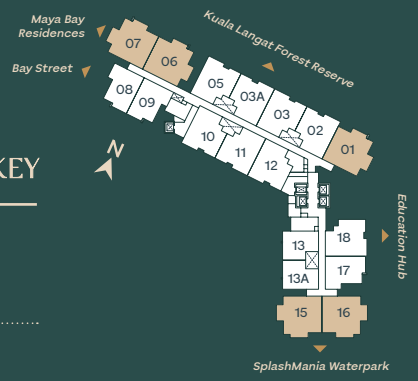 Maya Bay
Residences
Kuala Langat Forest Reserve
Bay Street
07
06
08
09
05
03A
03
02
01
10
11
12
N
KEY
Education Hub
13
18
13A
17
15
16
SplashMania Waterpark